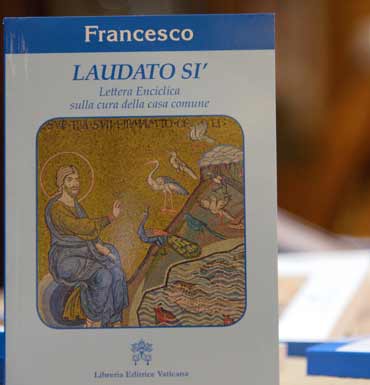 Francesco
LAUDATO SI'
Lettera Enciclica
sulla cura della casa comune
Libreria Editrice Vaticana